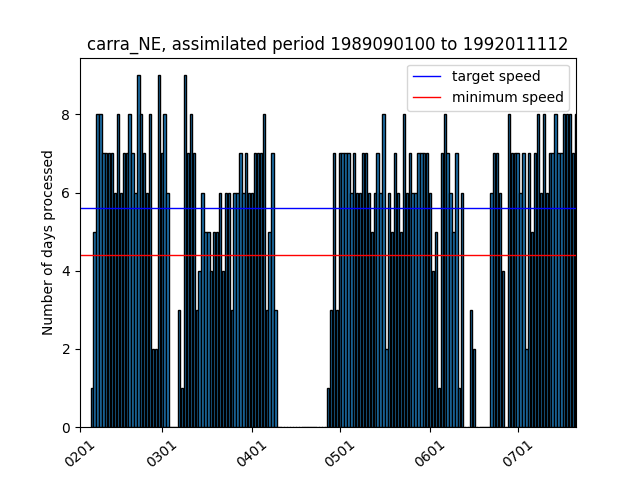 carra_NE, assimilated period 1989090100 to 1992011112
target speed
minimum speed
Number of days processed
8
6
4
2
0
0201
0301
0401
0501
0601
0701